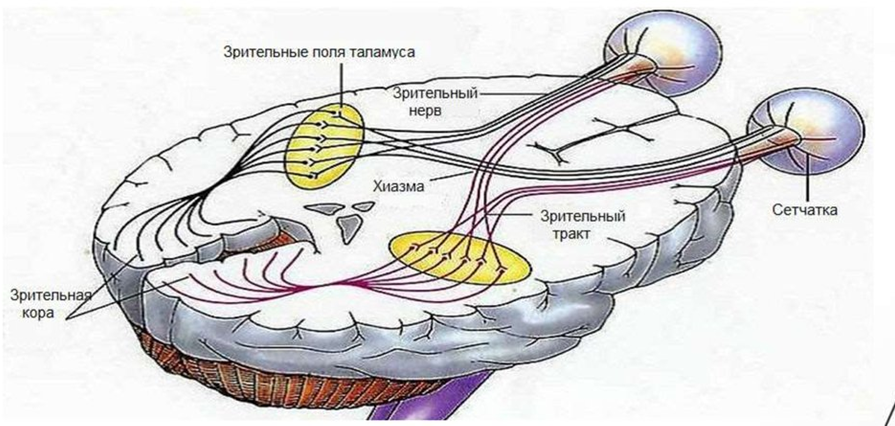 Зрительные поля таламуса
Зрительный
нерв
Хиазма
Зрительный
тракт
Сетчатка
Зрительная
кора